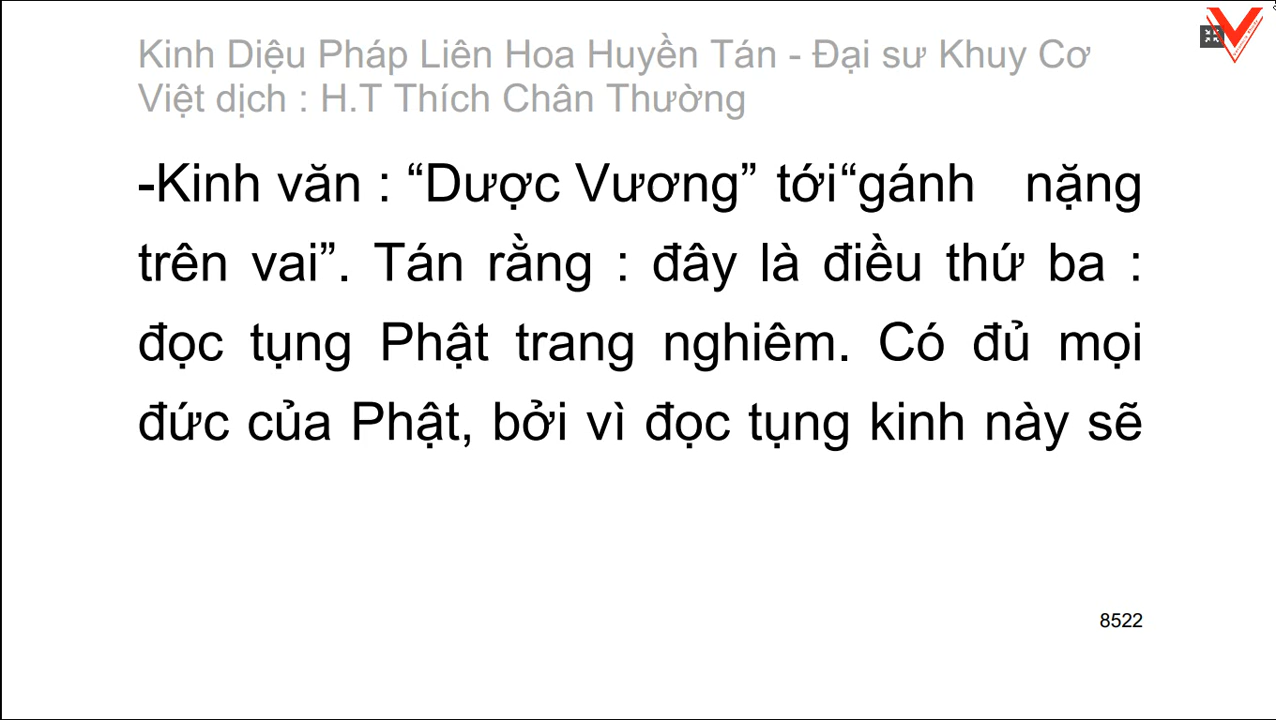 Kinh Diệu Pháp Liên Hoa Huyền Tán - Đại sư Khuy Cơ
Việt dịch : H.T Thích Chân Thường
-Kinh văn : “Dược Vương” tới“gánh nặng
trên vai”. Tán rằng : đây là điều thứ ba :
đọc tụng Phật trang nghiêm. Có đủ mọi
đức của Phật, bởi vì đọc tụng kinh này sẽ
8522